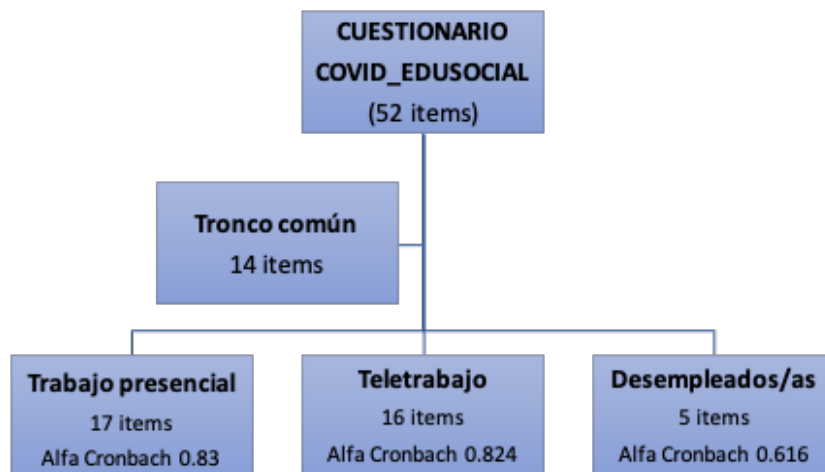 CUESTIONARIO
COVID_EDUSOCIAL
(52 items)
Tronco común
14 items
Trabajo presencial
17 items
Alfa Cronbach 0.83
Teletrabajo
16 items
Alfa Cronbach 0.824
Desempleados/as
5 items
Alfa Cronbach 0.616